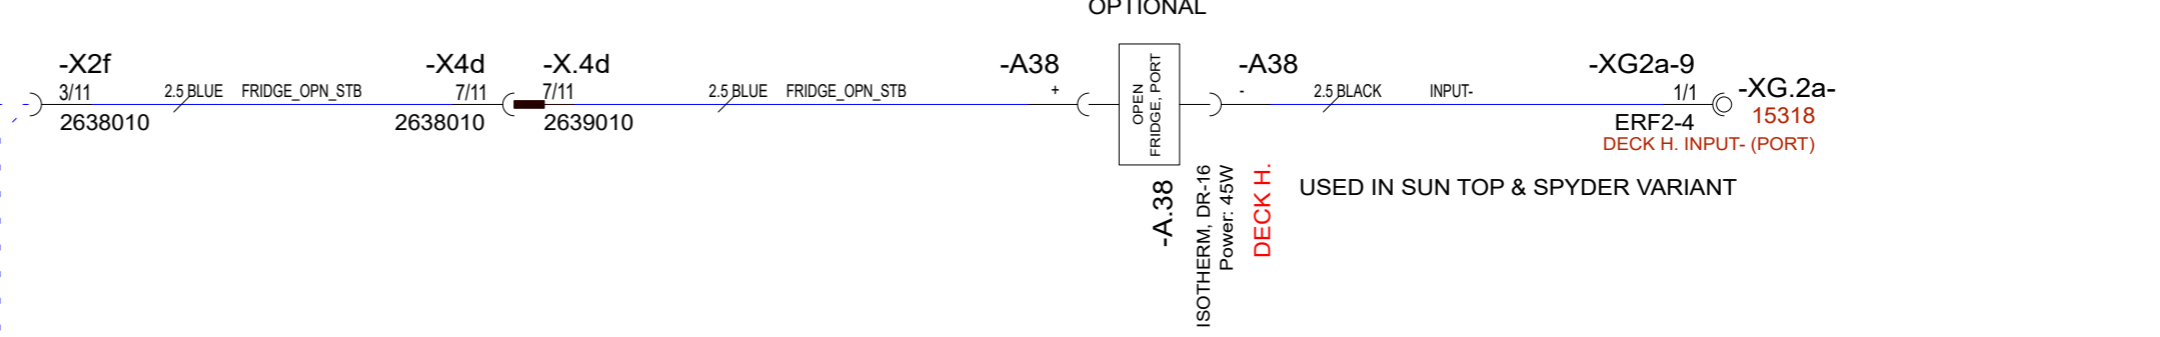 OPTIONAL
-X2f
3/11
2.5 BLUE FRIDGE_OPN_STB
-X4d
7/11
-X.4d
7/11
2.5 BLUE FRIDGE_OPN_STB
-A38
+
OPEN
FRIDGE, PORT
-A38
-
2.5 BLACK INPUT-
-XG2a-9
1/1
-XG.2a-
15318
2638010
2638010
2639010
ERF2-4
DECK H. INPUT- (PORT)
-A.38
ISOTHERM, DR-16
Power: 45W
DECK H.
USED IN SUN TOP & SPYDER VARIANT